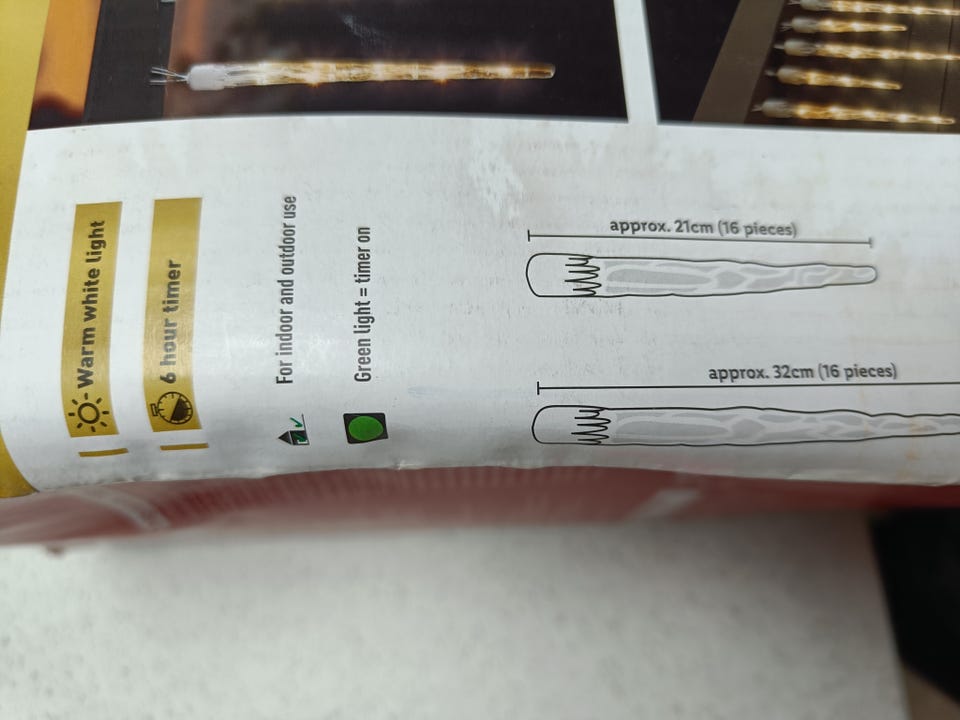 Warm white light
6 hour timer
For indoor and outdoor use
Green light = timer on
approx. 21cm (16 pieces)
approx. 32cm (16 pieces)